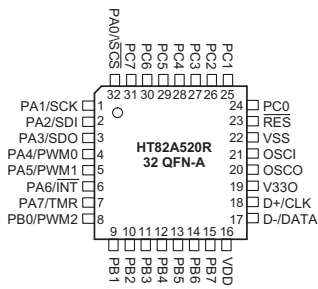 PA0/SCS
PC7
PC6
PC5
PC4
PC3
PC2
PC1
32 31 30 29 28 27 26 25
PA1/SCK 1
PA2/SDI 2
PA3/SDO 3
PA4/PWM0 4
PA5/PWM1 5
PA6/INT 6
PA7/TMR 7
PB0/PWM2 8
HT82A520R
32 QFN-A
24 PC0
23 RES
22 VSS
21 OSCI
20 OSCO
19 V33O
18 D+/CLK
17 D-/DATA
9 10 11 12 13 14 15 16
PB1
PB2
PB3
PB4
PB5
PB6
PB7
VDD